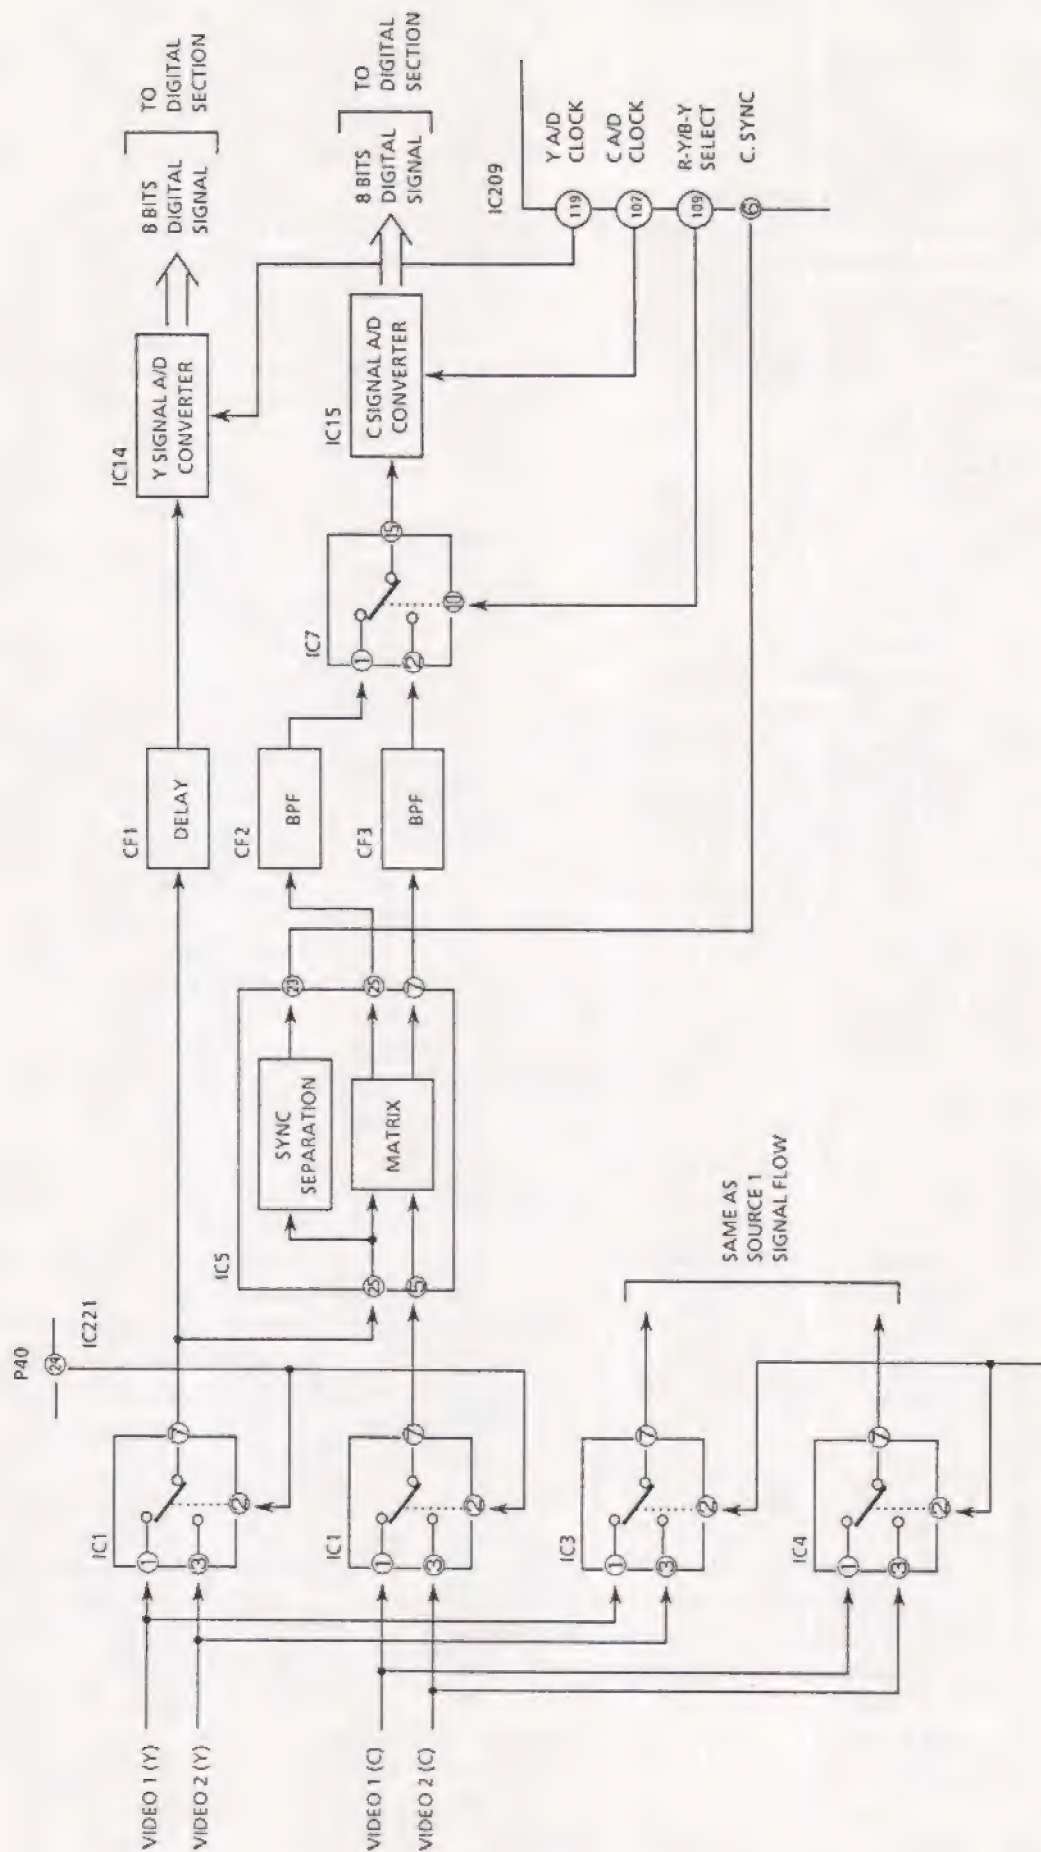 VIDEO 1 (Y)
VIDEO 2 (Y)
VIDEO 1 (C)
VIDEO 2 (C)
IC1
1
3
2
7
IC1
1
3
2
7
IC3
1
3
2
7
IC4
1
3
2
7
P40
24
IC221
SAME AS
SOURCE 1
SIGNAL FLOW
IC5
25
5
SYNC
SEPARATION
MATRIX
23
25
7
CF1
DELAY
CF2
BPF
CF3
BPF
IC7
1
2
10
15
IC14
Y SIGNAL A/D
CONVERTER
IC15
C SIGNAL A/D
CONVERTER
8 BITS
DIGITAL
SIGNAL
TO
DIGITAL
SECTION
8 BITS
DIGITAL
SIGNAL
TO
DIGITAL
SECTION
IC209
119
Y A/D
CLOCK
107
C A/D
CLOCK
109
R-Y/B-Y
SELECT
6
C. SYNC